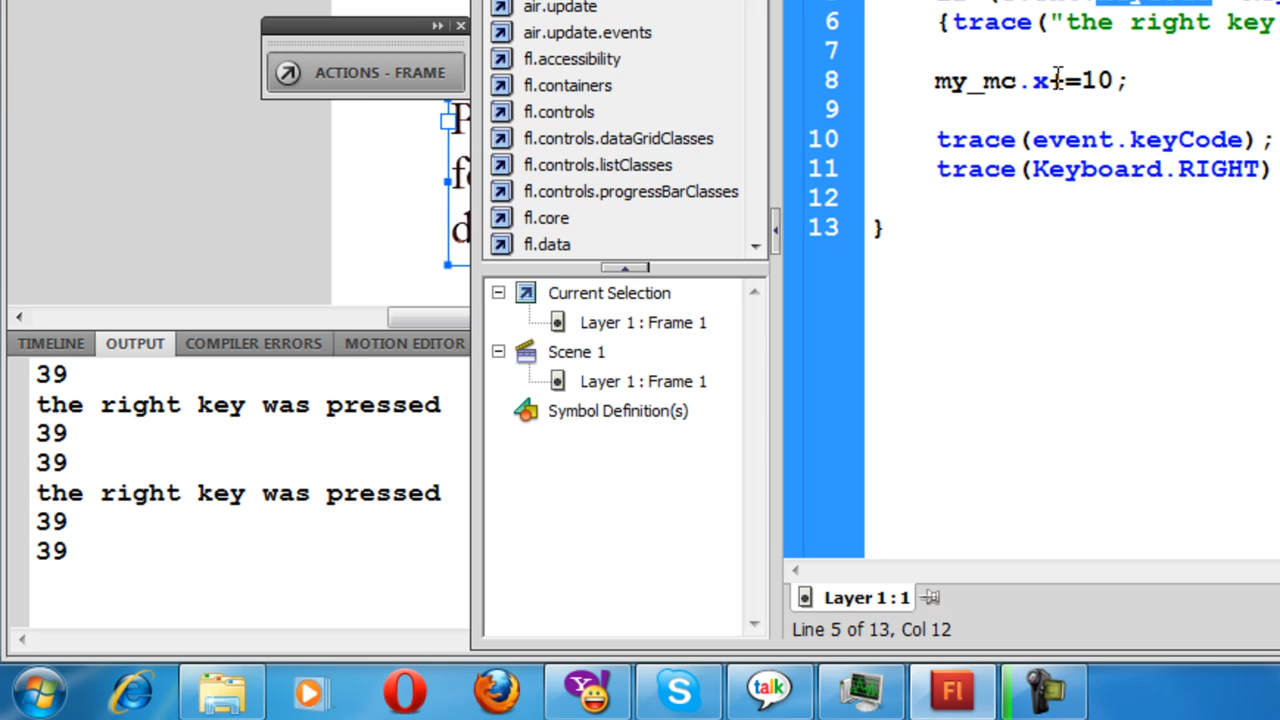 ACTIONS - FRAME
air.update
air.update.events
fl.accessibility
fl.containers
fl.controls
fl.controls.dataGridClasses
fl.controls.listClasses
fl.controls.progressBarClasses
fl.core
fl.data
Current Selection
Layer 1 : Frame 1
Scene 1
Layer 1 : Frame 1
Symbol Definition(s)
6 {trace("the right key
7
8 my_mc.x+=10;
9
10 trace(event.keyCode);
11 trace(Keyboard.RIGHT)
12
13 }
Layer 1 : 1
Line 5 of 13, Col 12
TIMELINE OUTPUT COMPILER ERRORS MOTION EDITOR
39
the right key was pressed
39
39
the right key was pressed
39
39
talk
Fl